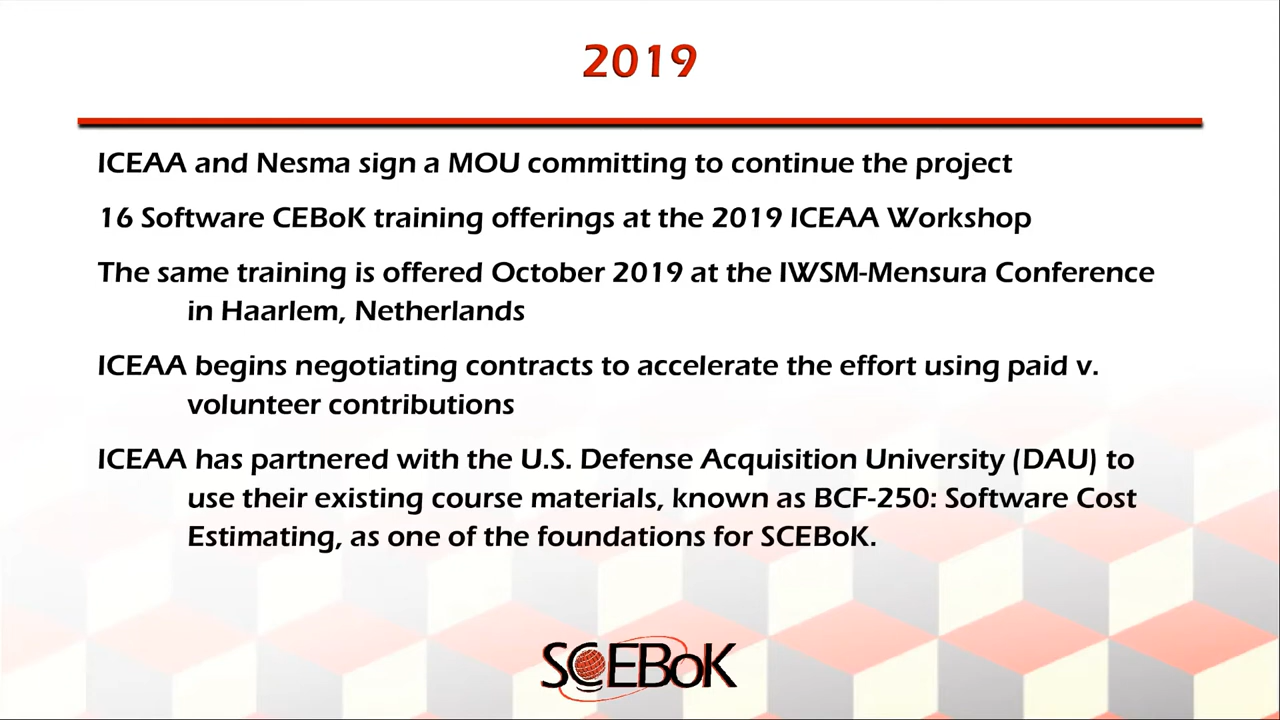 2019
ICEAA and Nesma sign a MOU committing to continue the project
16 Software CEBoK training offerings at the 2019 ICEAA Workshop
The same training is offered October 2019 at the IWSM-Mensura Conference
in Haarlem, Netherlands
ICEAA begins negotiating contracts to accelerate the effort using paid v.
volunteer contributions
ICEAA has partnered with the U.S. Defense Acquisition University (DAU) to
use their existing course materials, known as BCF-250: Software Cost
Estimating, as one of the foundations for SCEBoK.
SCEBoK